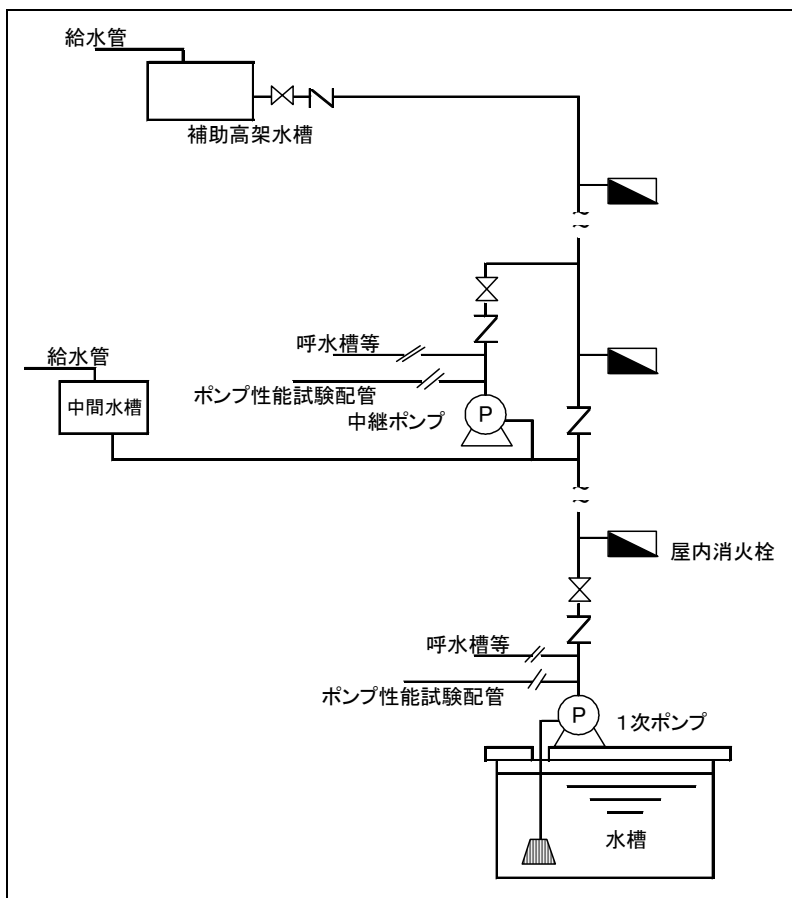 給水管
補助高架水槽
呼水槽等
給水管
ポンプ性能試験配管
中間水槽
中継ポンプ
P
屋内消火栓
呼水槽等
ポンプ性能試験配管
P
1次ポンプ
水槽